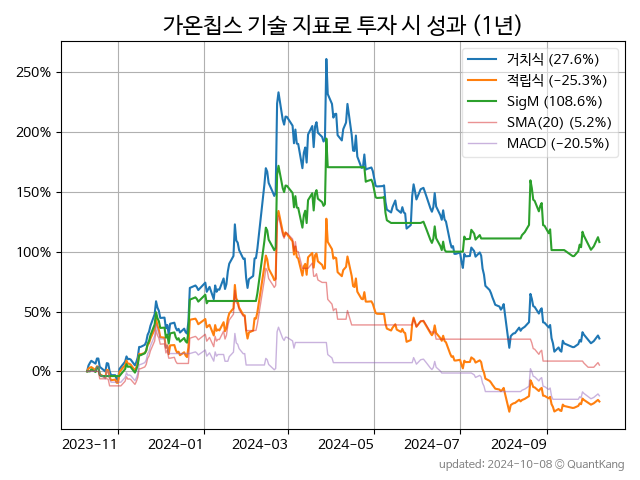 가온칩스 기술 지표로 투자 시 성과 (1년)
거치식 (27.6%)
적립식 (-25.3%)
SigM (108.6%)
SMA(20) (5.2%)
MACD (-20.5%)
250%
200%
150%
100%
50%
0%
2023-11 2024-01 2024-03 2024-05 2024-07 2024-09
updated: 2024-10-08 © QuantKang